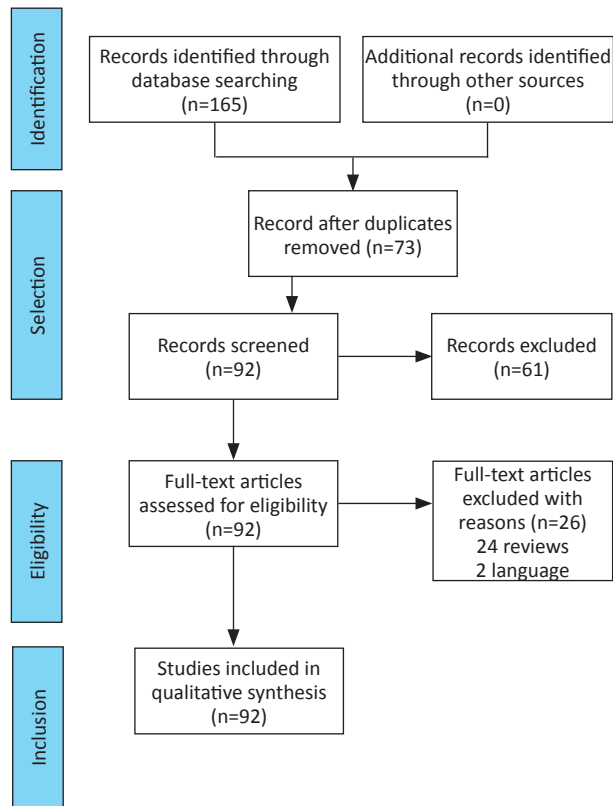 Identification
Records identified through
database searching
(n=165)
Additional records identified
through other sources
(n=0)
Selection
Record after duplicates
removed (n=73)
Records screened
(n=92)
Records excluded
(n=61)
Eligibility
Full-text articles
assessed for eligibility
(n=92)
Full-text articles
excluded with
reasons (n=26)
24 reviews
2 language
Inclusion
Studies included in
qualitative synthesis
(n=92)